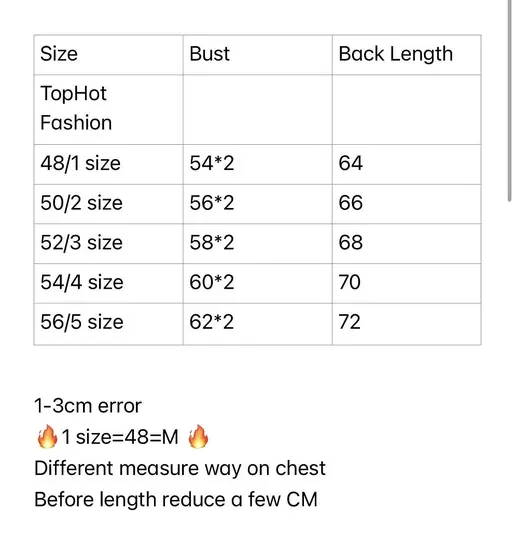 Size Bust Back Length
TopHot
Fashion
48/1 size 54*2 64
50/2 size 56*2 66
52/3 size 58*2 68
54/4 size 60*2 70
56/5 size 62*2 72
1-3cm error
🔥1 size=48=M 🔥
Different measure way on chest
Before length reduce a few CM